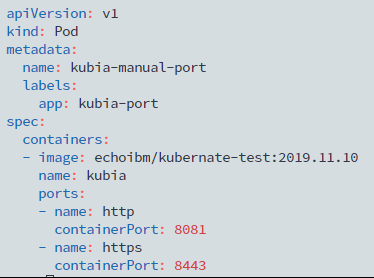 apiVersion: v1
kind: Pod
metadata:
  name: kubia-manual-port
  labels:
    app: kubia-port
spec:
  containers:
  - image: echoibm/kubernate-test:2019.11.10
    name: kubia
    ports:
    - name: http
      containerPort: 8081
    - name: https
      containerPort: 8443